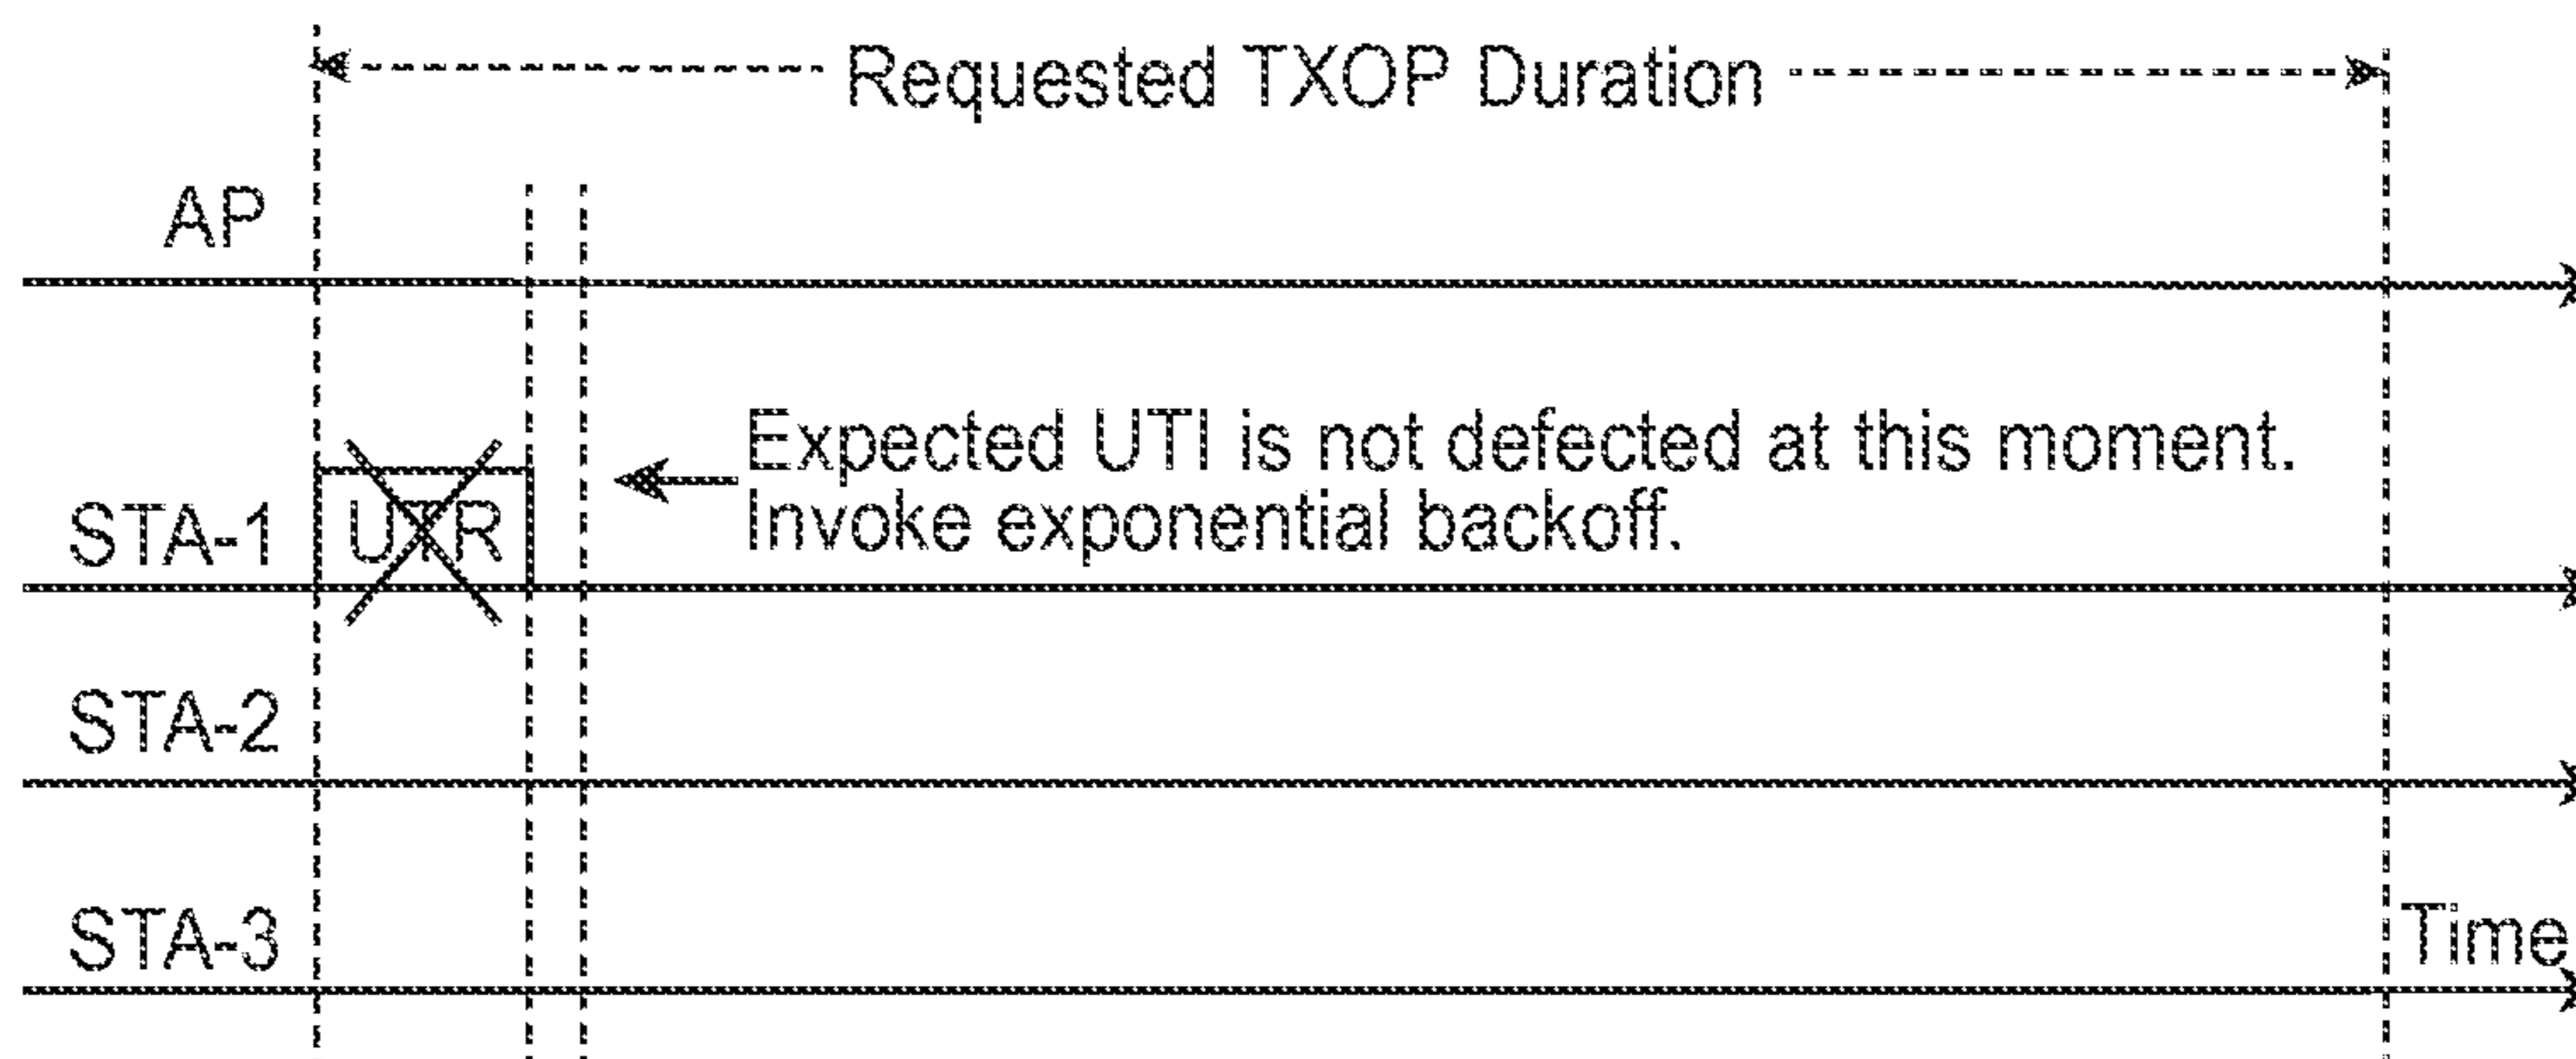 Requested TXOP Duration
AP
Expected UTI is not defected at this moment.
Invoke exponential backoff.
STA-1
UTR
STA-2
STA-3
Time